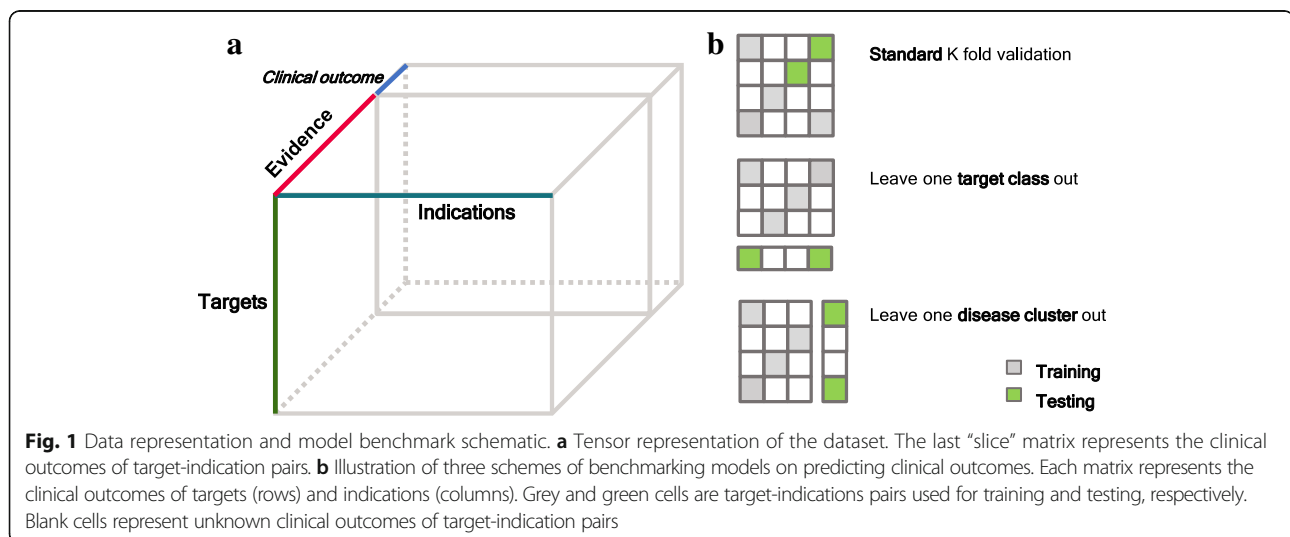 a
Clinical outcome
Evidence
Indications
Targets
b
Standard K fold validation
Leave one target class out
Leave one disease cluster out
Training
Testing
Fig. 1 Data representation and model benchmark schematic. a Tensor representation of the dataset. The last “slice” matrix represents the clinical
outcomes of target-indication pairs. b Illustration of three schemes of benchmarking models on predicting clinical outcomes. Each matrix represents the
clinical outcomes of targets (rows) and indications (columns). Grey and green cells are target-indications pairs used for training and testing, respectively.
Blank cells represent unknown clinical outcomes of target-indication pairs